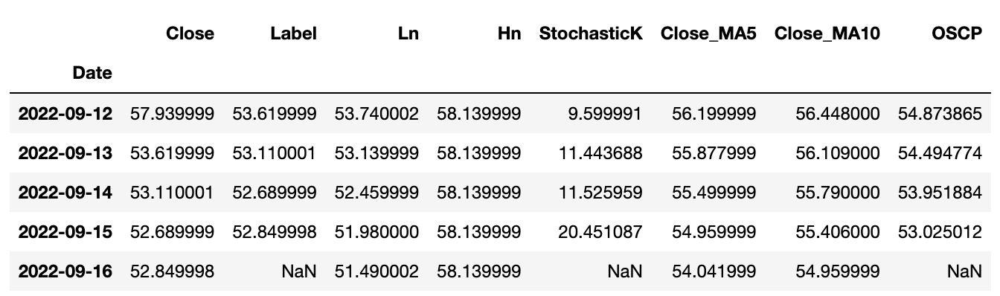 Close Label Ln Hn StochasticK Close_MA5 Close_MA10 OSCP
Date
2022-09-12 57.939999 53.619999 53.740002 58.139999 9.599991 56.199999 56.448000 54.873865
2022-09-13 53.619999 53.110001 53.139999 58.139999 11.443688 55.877999 56.109000 54.494774
2022-09-14 53.110001 52.689999 52.459999 58.139999 11.525959 55.499999 55.790000 53.951884
2022-09-15 52.689999 52.849998 51.980000 58.139999 20.451087 54.959999 55.406000 53.025012
2022-09-16 52.849998 NaN 51.490002 58.139999 NaN 54.041999 54.959999 NaN